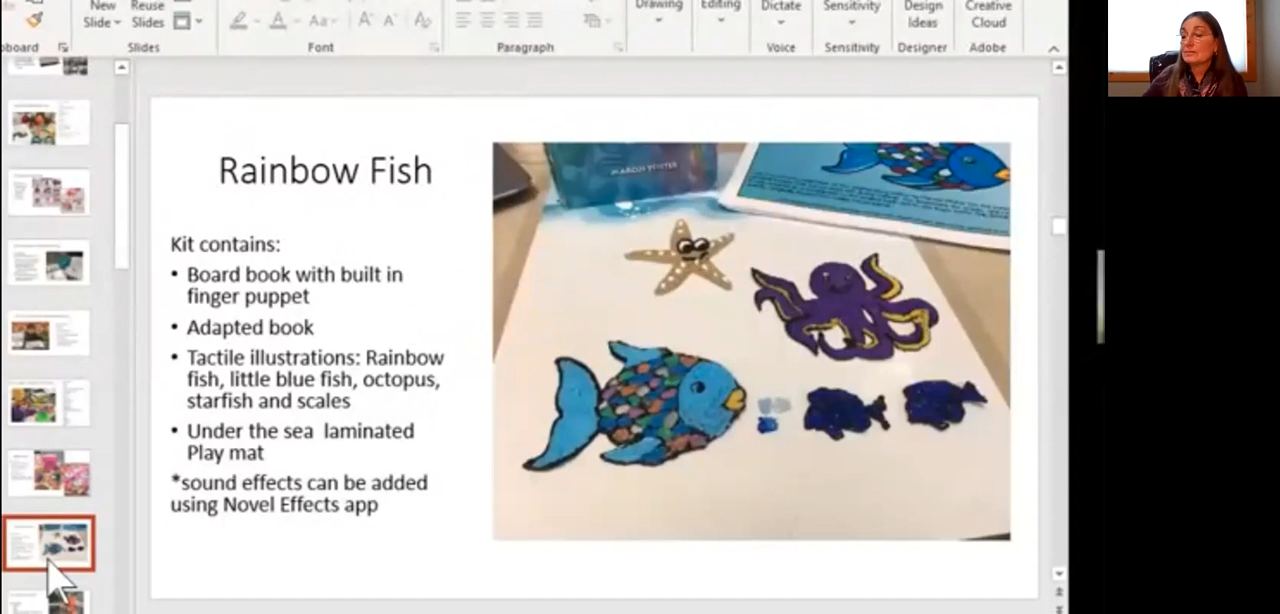 New
Slide
Reuse
Slides
Slides
Aa
A
A
A
Font
Paragraph
Drawing
Editing
Dictate
Voice
Sensitivity
Sensitivity
Design
Ideas
Designer
Creative
Cloud
Adobe
Rainbow Fish
Kit contains:
• Board book with built in
finger puppet
• Adapted book
• Tactile illustrations: Rainbow
fish, little blue fish, octopus,
starfish and scales
• Under the sea laminated
Play mat
*sound effects can be added
using Novel Effects app